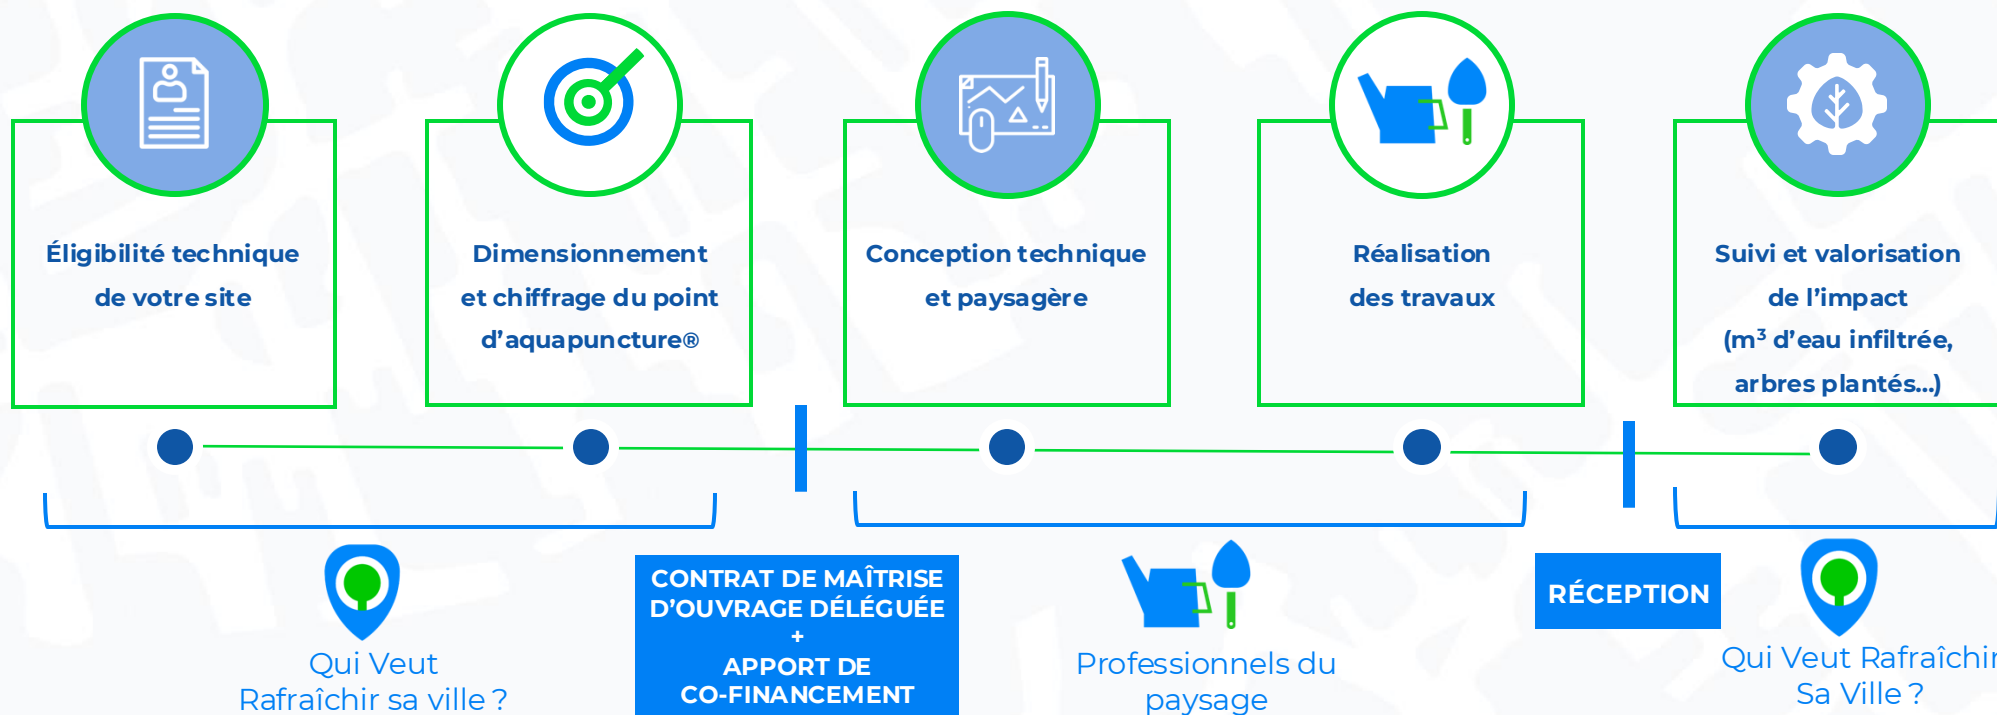 Éligibilité technique
de votre site
Dimensionnement
et chiffrage du point
d’aquapuncture®
Conception technique
et paysagère
Réalisation
des travaux
Suivi et valorisation
de l’impact
(m³ d’eau infiltrée,
arbres plantés…)
Qui Veut
Rafraîchir sa ville ?
CONTRAT DE MAÎTRISE
D’OUVRAGE DÉLÉGUÉE
+
APPORT DE
CO-FINANCEMENT
Professionnels du
paysage
RÉCEPTION
Qui Veut Rafraîchir
Sa Ville ?